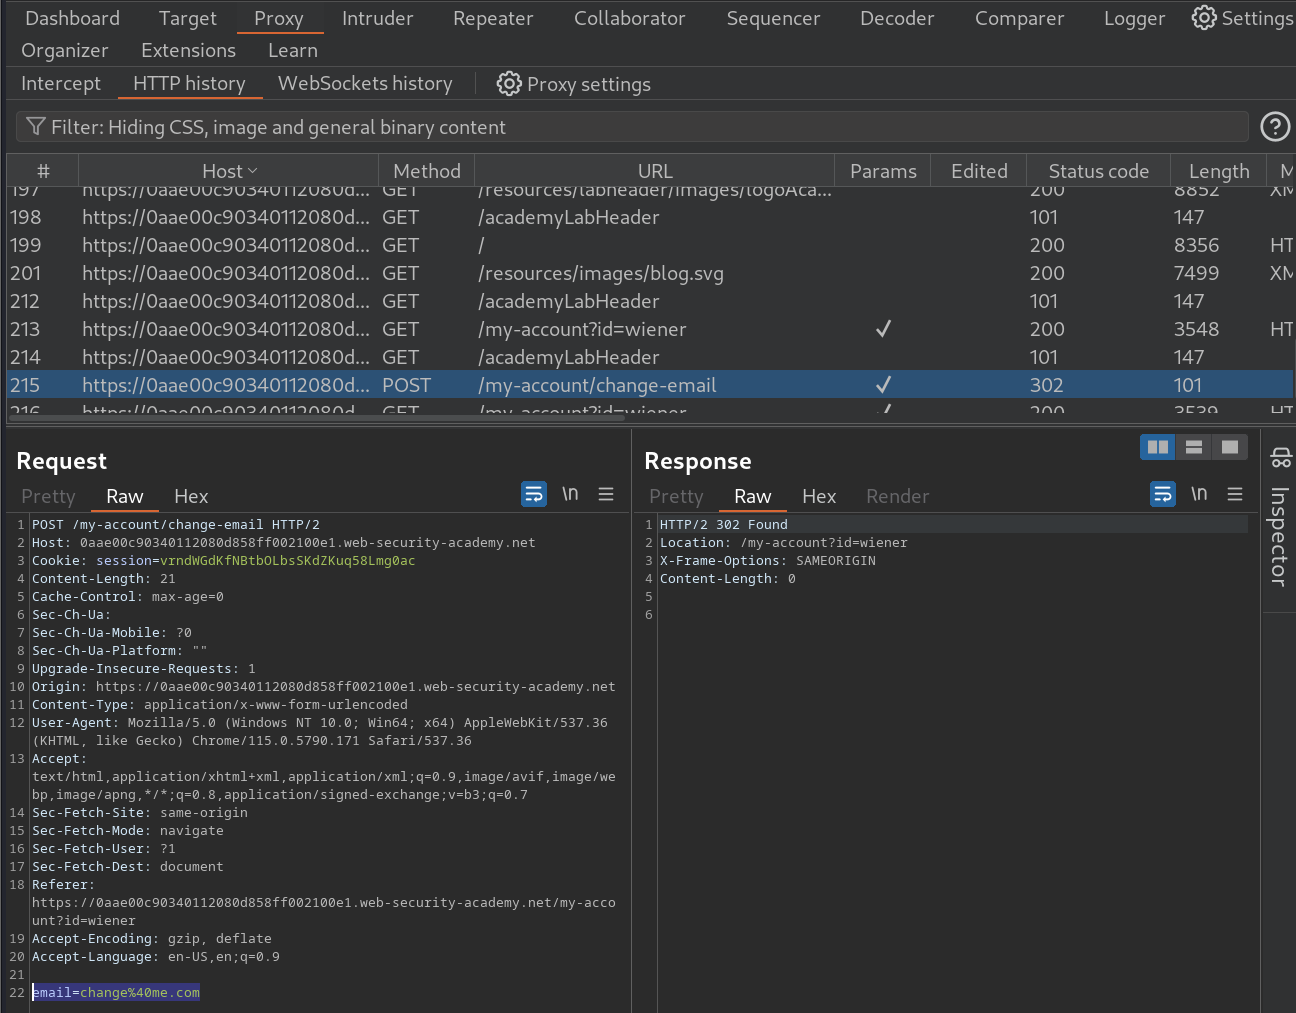 Dashboard Target Proxy Intruder Repeater Collaborator Sequencer Decoder Comparer Logger Settings
Organizer Extensions Learn
Intercept HTTP history WebSockets history Proxy settings
Filter: Hiding CSS, image and general binary content ?
# Host Method URL Params Edited Status code Length M
197 https://0aae00c90340112080d... GET /resources/labheader/images/logoAca... 200 8852 XM
198 https://0aae00c90340112080d... GET /academyLabHeader 101 147
199 https://0aae00c90340112080d... GET / 200 8356 HT
201 https://0aae00c90340112080d... GET /resources/images/blog.svg 200 7499 XM
212 https://0aae00c90340112080d... GET /academyLabHeader 101 147
213 https://0aae00c90340112080d... GET /my-account?id=wiener ✓ 200 3548 HT
214 https://0aae00c90340112080d... GET /academyLabHeader 101 147
215 https://0aae00c90340112080d... POST /my-account/change-email ✓ 302 101
216 https://0aae00c90340112080d... GET /my-account?id=wiener ✓ 200 3539 HT
Request
Pretty Raw Hex \n
1 POST /my-account/change-email HTTP/2
2 Host: 0aae00c90340112080d858ff002100e1.web-security-academy.net
3 Cookie: session=vrndWGdKfNBtbOLbsSKdZKuq58Lmg0ac
4 Content-Length: 21
5 Cache-Control: max-age=0
6 Sec-Ch-Ua:
7 Sec-Ch-Ua-Mobile: ?0
8 Sec-Ch-Ua-Platform: ""
9 Upgrade-Insecure-Requests: 1
10 Origin: https://0aae00c90340112080d858ff002100e1.web-security-academy.net
11 Content-Type: application/x-www-form-urlencoded
12 User-Agent: Mozilla/5.0 (Windows NT 10.0; Win64; x64) AppleWebKit/537.36
(KHTML, like Gecko) Chrome/115.0.5790.171 Safari/537.36
13 Accept:
text/html,application/xhtml+xml,application/xml;q=0.9,image/avif,image/we
bp,image/apng,*/*;q=0.8,application/signed-exchange;v=b3;q=0.7
14 Sec-Fetch-Site: same-origin
15 Sec-Fetch-Mode: navigate
16 Sec-Fetch-User: ?1
17 Sec-Fetch-Dest: document
18 Referer:
https://0aae00c90340112080d858ff002100e1.web-security-academy.net/my-acco
unt?id=wiener
19 Accept-Encoding: gzip, deflate
20 Accept-Language: en-US,en;q=0.9
21
22 email=change%40me.com
Response
Pretty Raw Hex Render \n
1 HTTP/2 302 Found
2 Location: /my-account?id=wiener
3 X-Frame-Options: SAMEORIGIN
4 Content-Length: 0
5
6
Inspector